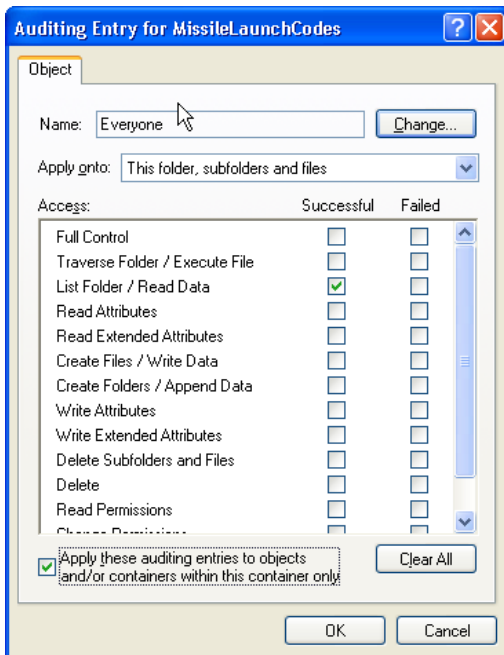 Auditing Entry for MissileLaunchCodes
Object
Name: Everyone Change...
Apply onto: This folder, subfolders and files
Access: Successful Failed
Full Control
Traverse Folder / Execute File
List Folder / Read Data
Read Attributes
Read Extended Attributes
Create Files / Write Data
Create Folders / Append Data
Write Attributes
Write Extended Attributes
Delete Subfolders and Files
Delete
Read Permissions
Change Permissions
Apply these auditing entries to objects Clear All
and/or containers within this container only
OK Cancel